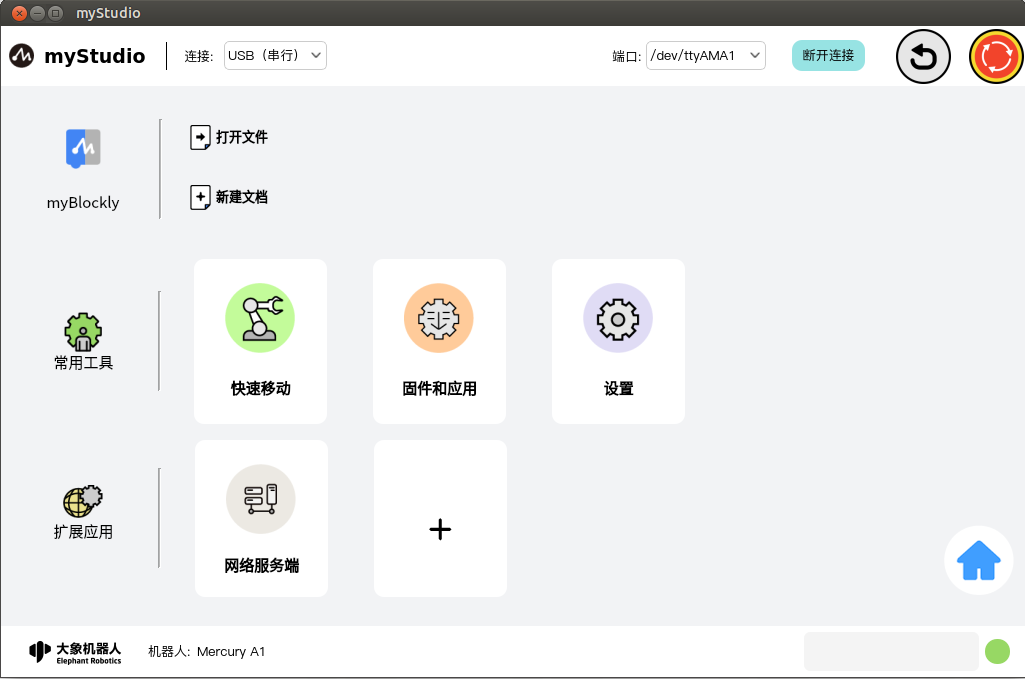 myStudio
myStudio 连接: USB（串行） 端口: /dev/ttyAMA1 断开连接
打开文件
myBlockly
新建文档
常用工具
快速移动 固件和应用 设置
扩展应用
网络服务端
大象机器人
Elephant Robotics
机器人: Mercury A1